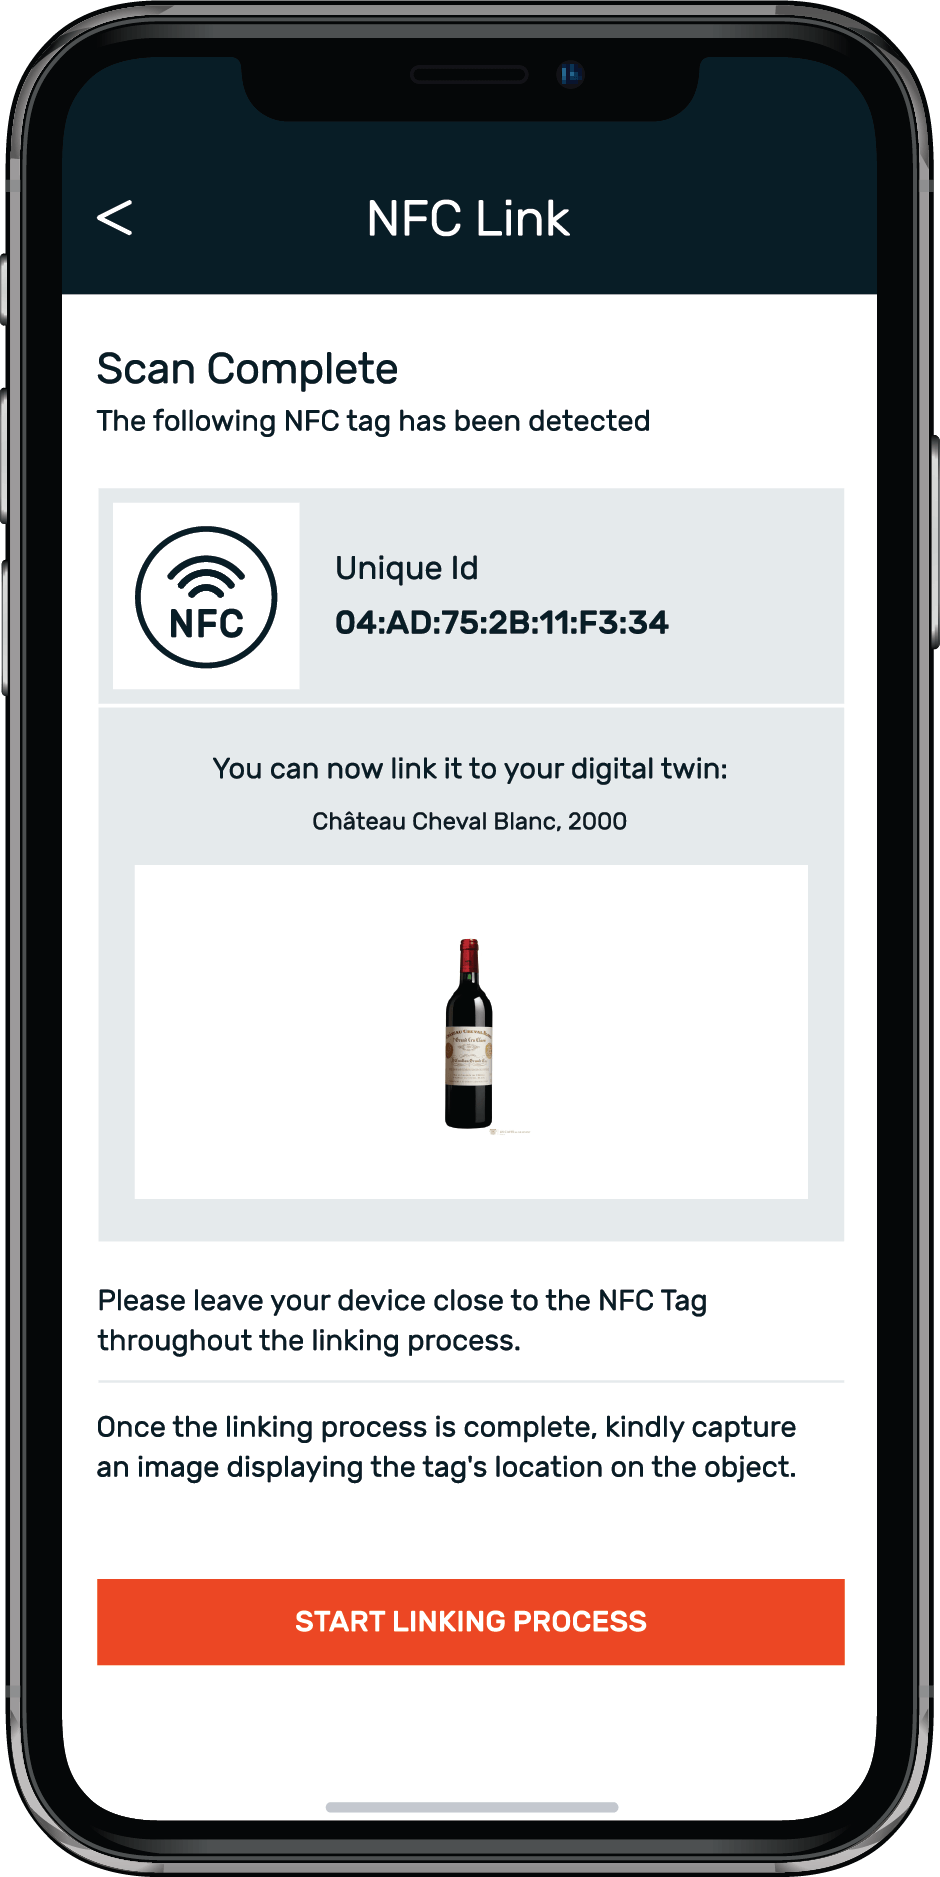 NFC Link
Scan Complete
The following NFC tag has been detected
NFC
Unique Id
04:AD:75:2B:11:F3:34
You can now link it to your digital twin:
Château Cheval Blanc, 2000
Please leave your device close to the NFC Tag
throughout the linking process.
Once the linking process is complete, kindly capture
an image displaying the tag's location on the object.
START LINKING PROCESS